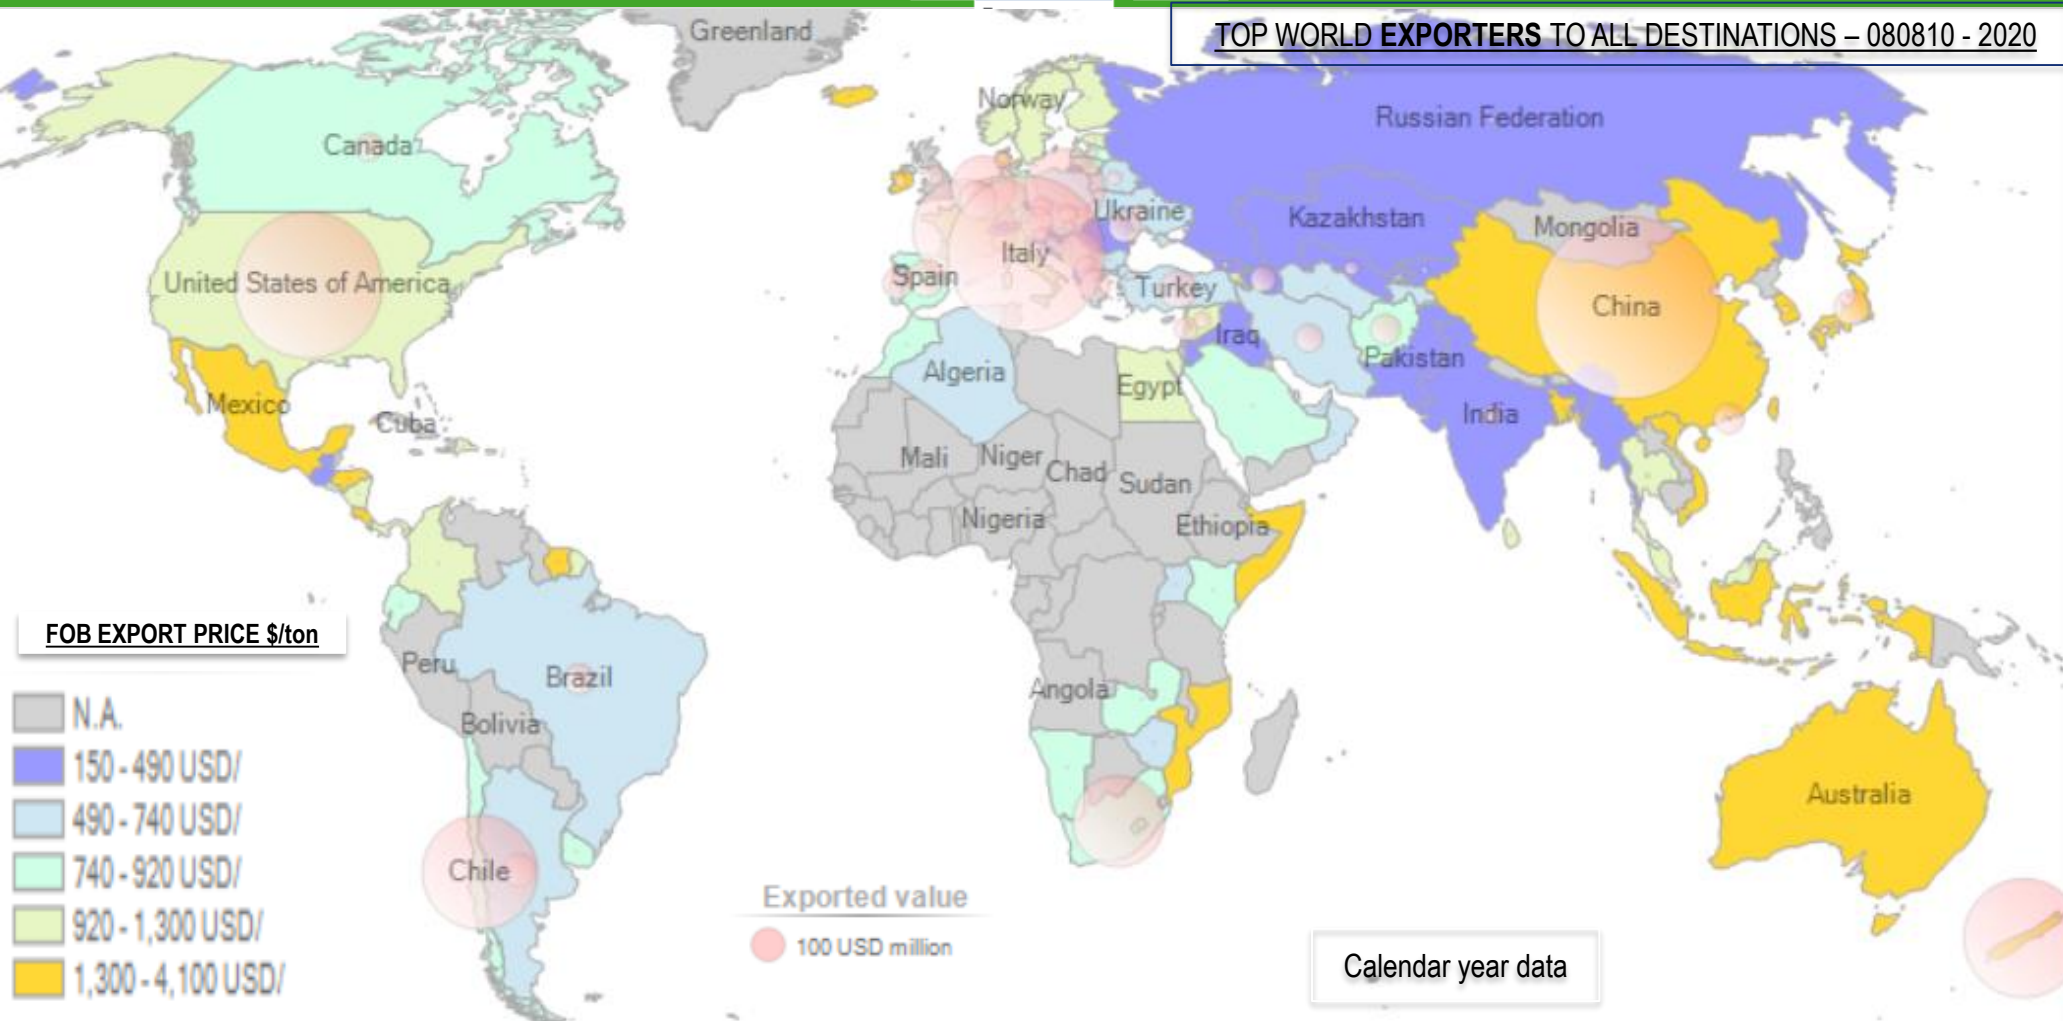 TOP WORLD EXPORTERS TO ALL DESTINATIONS – 080810 - 2020
Greenland
Norway
Russian Federation
Canada
Ukraine
Kazakhstan
Mongolia
Italy
United States of America
Spain
Turkey
China
Iraq
Pakistan
Algeria
Egypt
Mexico
Cuba
India
Mali
Niger
Chad
Sudan
Nigeria
Ethiopia
FOB EXPORT PRICE $/ton
Peru
Brazil
Angola
Bolivia
N.A.
150 - 490 USD/
490 - 740 USD/
740 - 920 USD/
920 - 1,300 USD/
1,300 - 4,100 USD/
Australia
Chile
Exported value
100 USD million
Calendar year data